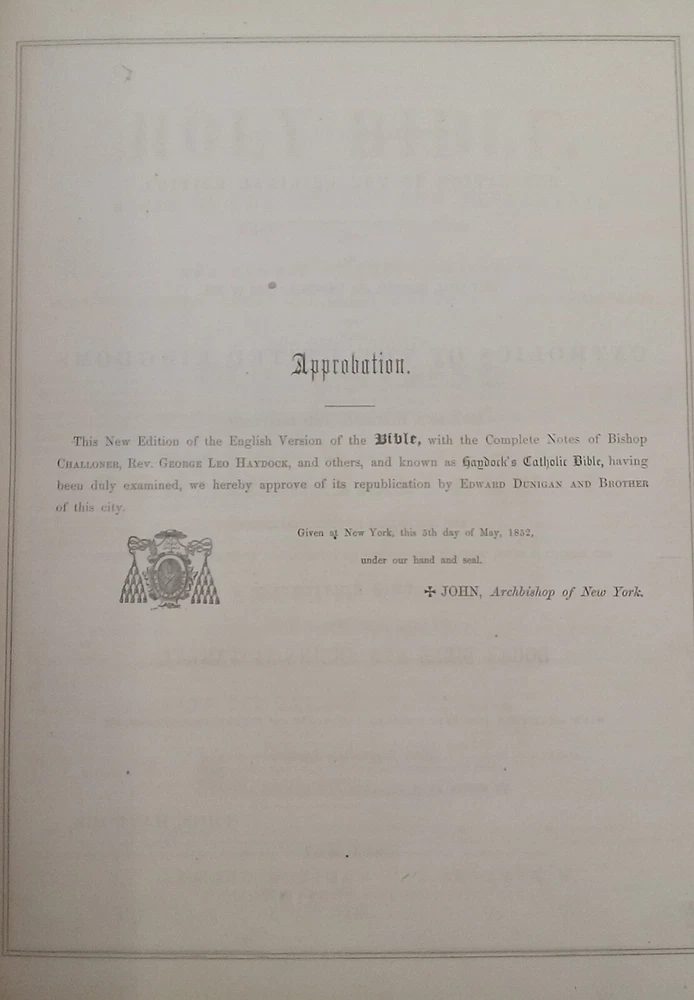 Approbation.
This New Edition of the English Version of the Bible, with the Complete Notes of Bishop
CHALLONER, REV. GEORGE LEO HAYDOCK, and others, and known as Haydock's Catholic Bible, having
been duly examined, we hereby approve of its republication by EDWARD DUNIGAN AND BROTHER
of this city.
Given at New York, this 5th day of May, 1852,
under our hand and seal.
✠ JOHN, Archbishop of New York.